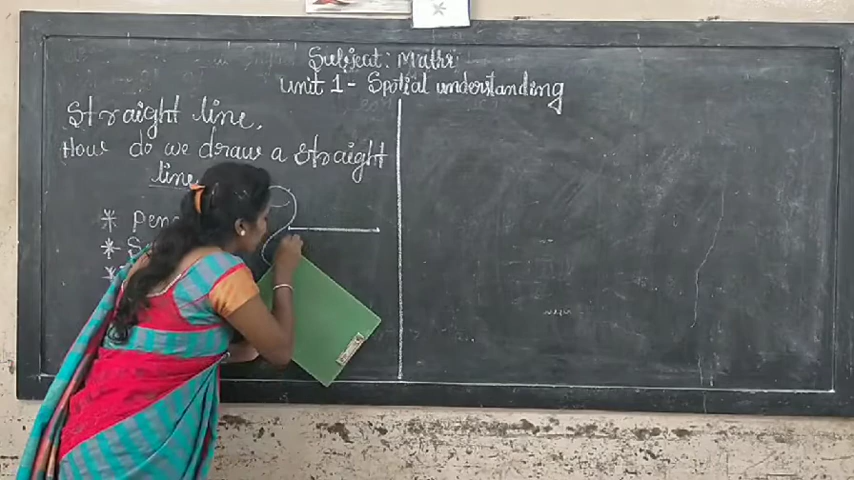 Subject: Maths
Unit 1 - Spatial understanding
Straight line,
How do we draw a straight
line
*
*
*